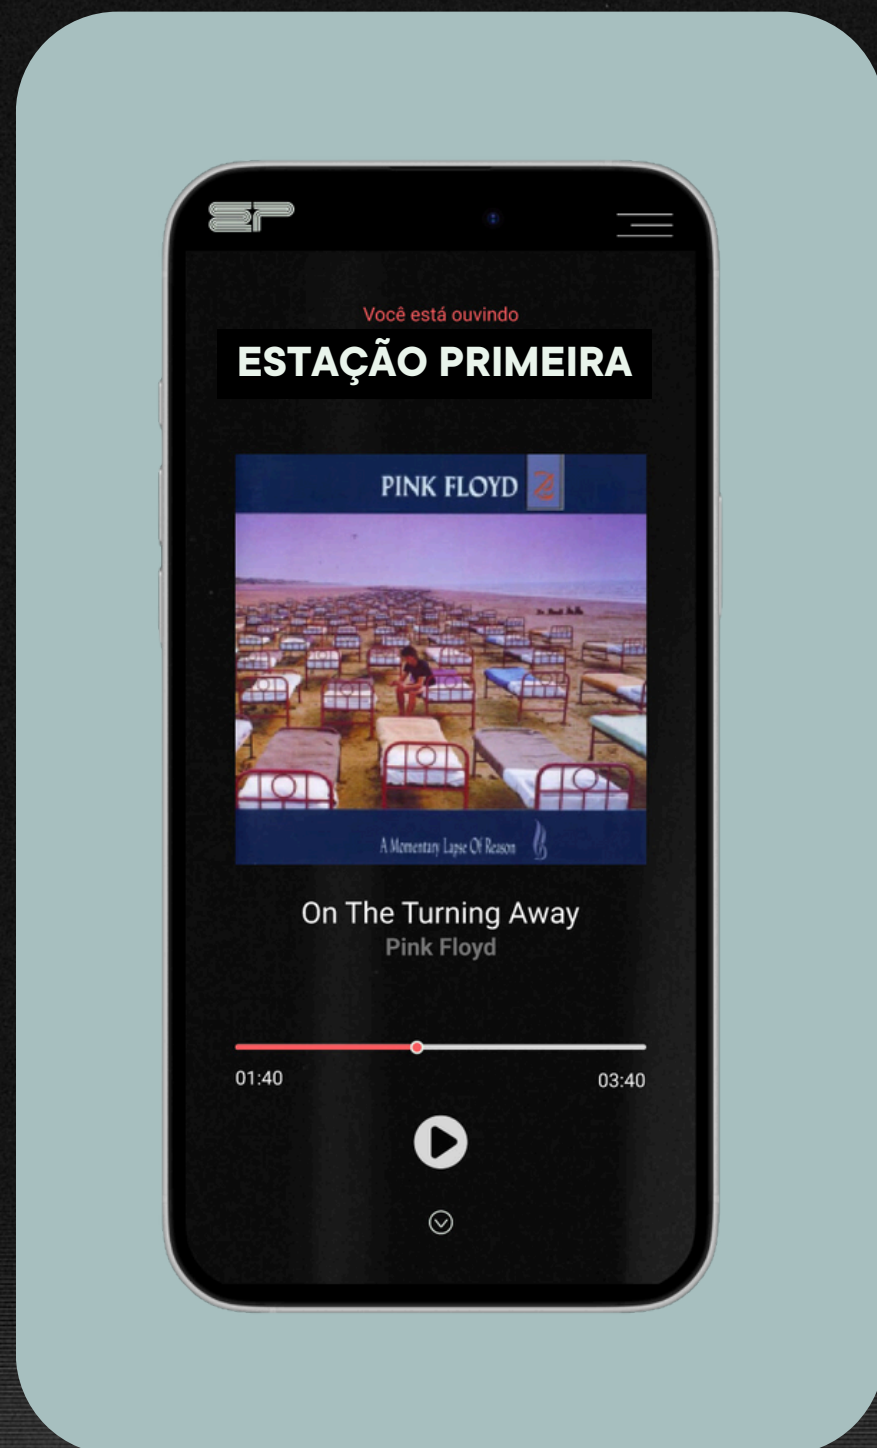 EP
Você está ouvindo
ESTAÇÃO PRIMEIRA
PINK FLOYD
A Momentary Lapse Of Reason
On The Turning Away
Pink Floyd
01:40
03:40